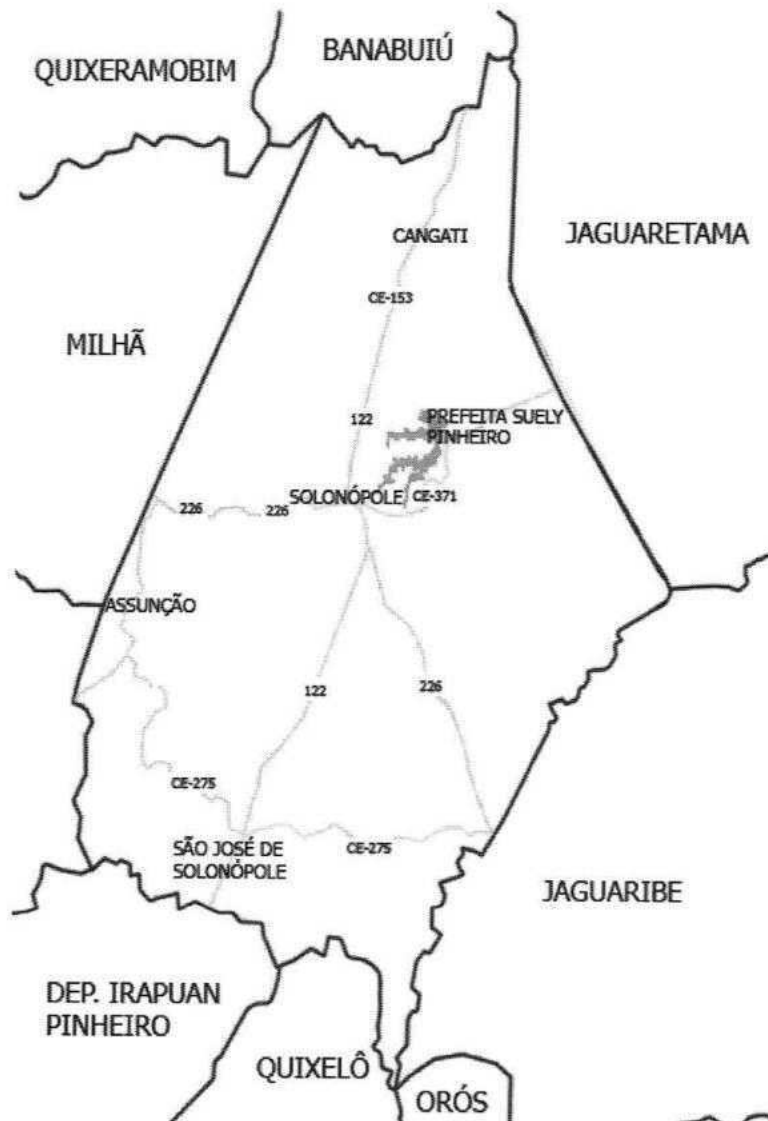 BANABUIÚ
QUIXERAMOBIM
CANGATI
JAGUARETAMA
CE-153
MILHÃ
122
PREFEITA SUELY
PINHEIRO
SOLONÓPOLE
CE-371
226
226
ASSUNÇÃO
122
226
CE-275
SÃO JOSÉ DE
SOLONÓPOLE
CE-275
JAGUARIBE
DEP. IRAPUAN
PINHEIRO
QUIXELÔ
ORÓS